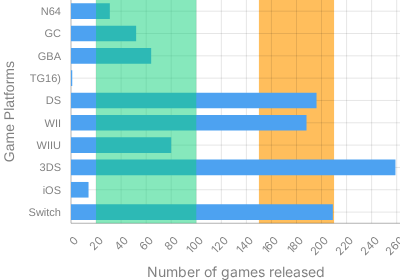 Game Platforms
N64
GC
GBA
TG16)
DS
WII
WIIU
3DS
iOS
Switch
0 20 40 60 80 100 120 140 160 180 200 220 240
Number of games released